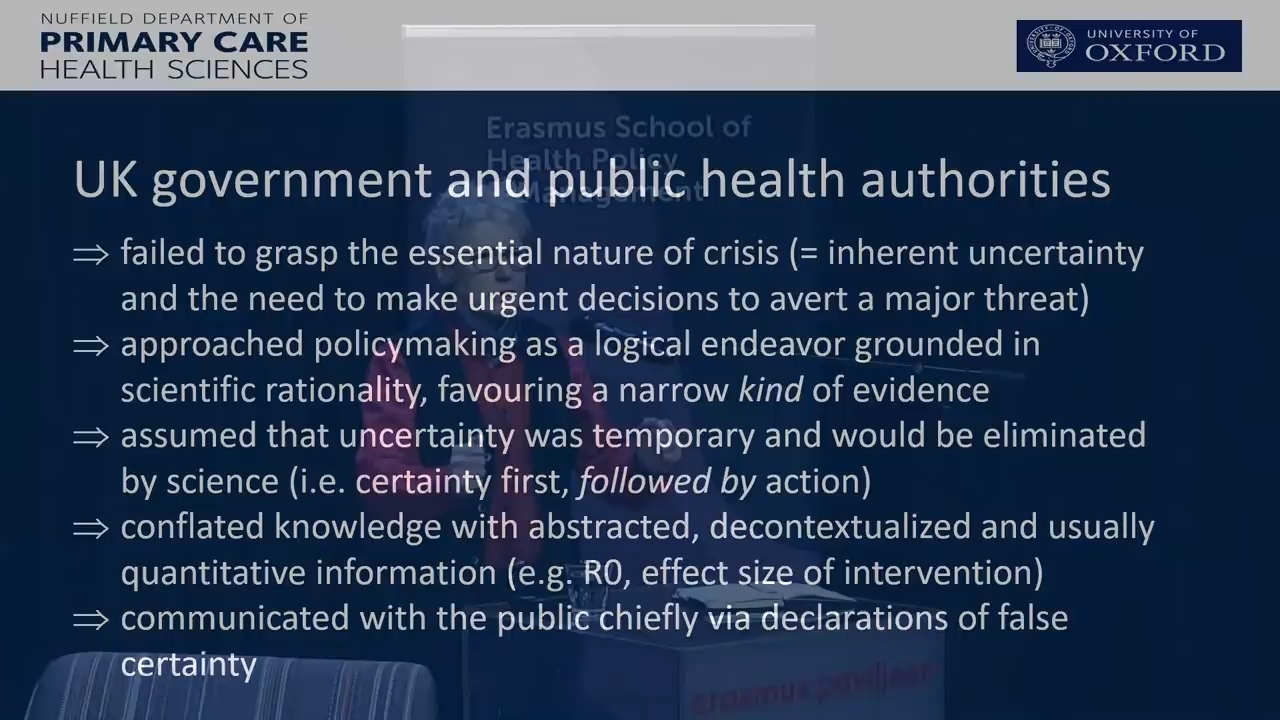 NUFFIELD DEPARTMENT OF
PRIMARY CARE
HEALTH SCIENCES
UNIVERSITY OF
OXFORD
Erasmus School of
Health Policy
Management
UK government and public health authorities
⇒ failed to grasp the essential nature of crisis (= inherent uncertainty
and the need to make urgent decisions to avert a major threat)
⇒ approached policymaking as a logical endeavor grounded in
scientific rationality, favouring a narrow kind of evidence
⇒ assumed that uncertainty was temporary and would be eliminated
by science (i.e. certainty first, followed by action)
⇒ conflated knowledge with abstracted, decontextualized and usually
quantitative information (e.g. R0, effect size of intervention)
⇒ communicated with the public chiefly via declarations of false
certainty
erasmus paviljoen